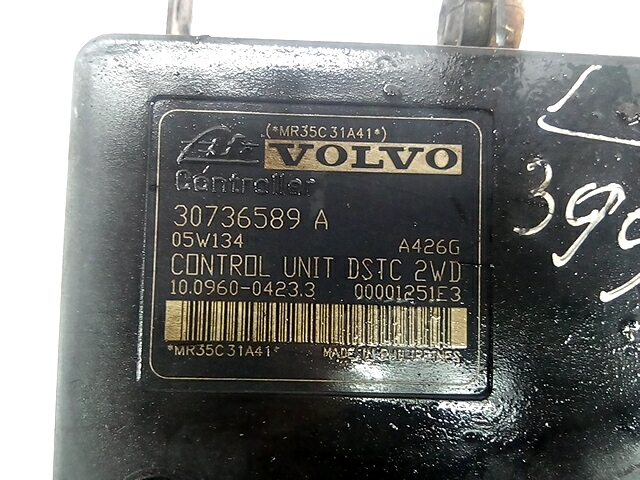 (*MR35C31A41*)
Ate VOLVO
Controller
30736589 A
05W134 A426G
CONTROL UNIT DSTC 2WD
10.0960-0423.3 00001251E3
*MR35C31A41* MADE IN PHILIPPINES